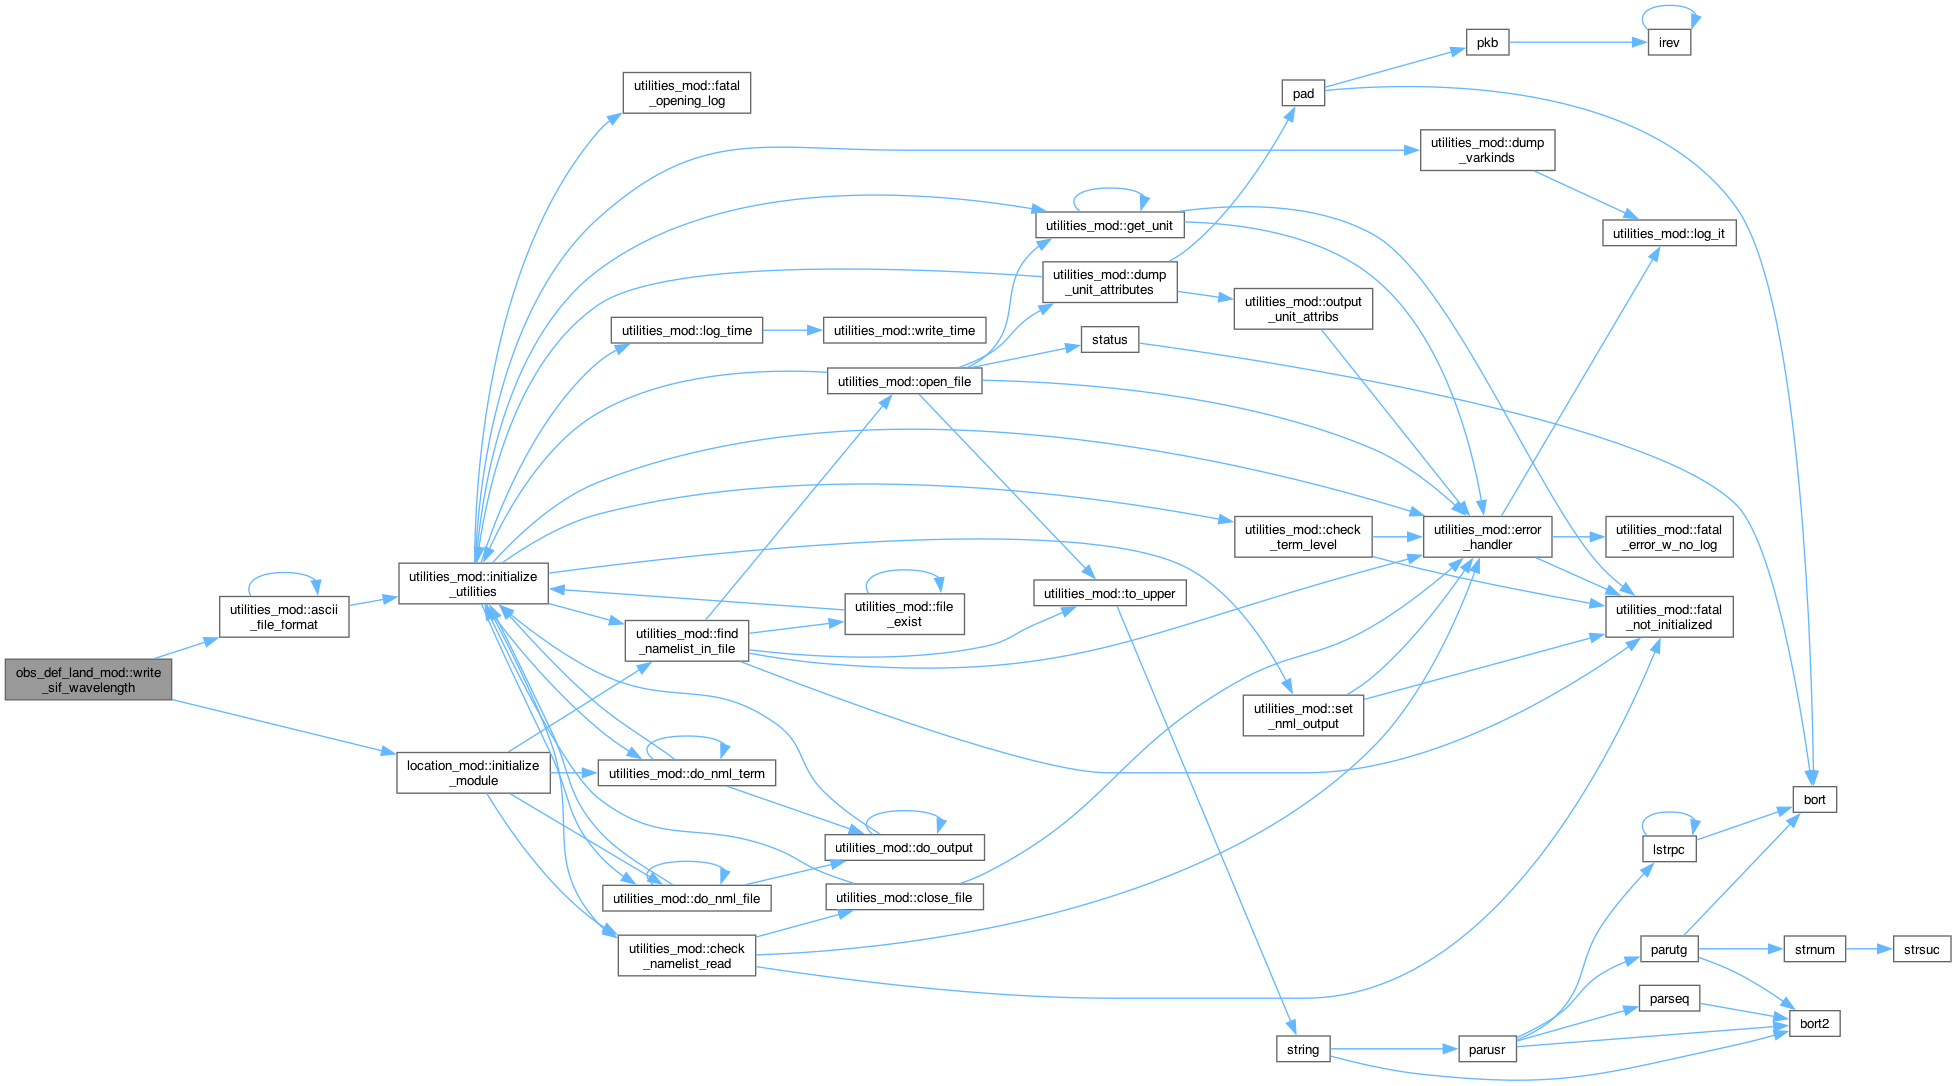 pkb
irev
utilities_mod::fatal
_opening_log
pad
utilities_mod::dump
_varkinds
utilities_mod::get_unit
utilities_mod::log_it
utilities_mod::dump
_unit_attributes
utilities_mod::output
_unit_attribs
utilities_mod::log_time
utilities_mod::write_time
status
utilities_mod::open_file
utilities_mod::check
_term_level
utilities_mod::error
_handler
utilities_mod::fatal
_error_w_no_log
utilities_mod::initialize
_utilities
utilities_mod::ascii
_file_format
utilities_mod::file
_exist
utilities_mod::to_upper
utilities_mod::fatal
_not_initialized
utilities_mod::find
_namelist_in_file
obs_def_land_mod::write
_sif_wavelength
utilities_mod::set
_nml_output
location_mod::initialize
_module
utilities_mod::do_nml_term
bort
utilities_mod::do_output
lstrpc
utilities_mod::do_nml_file
utilities_mod::close_file
utilities_mod::check
_namelist_read
parutg
strnum
strsuc
parseq
bort2
string
parusr